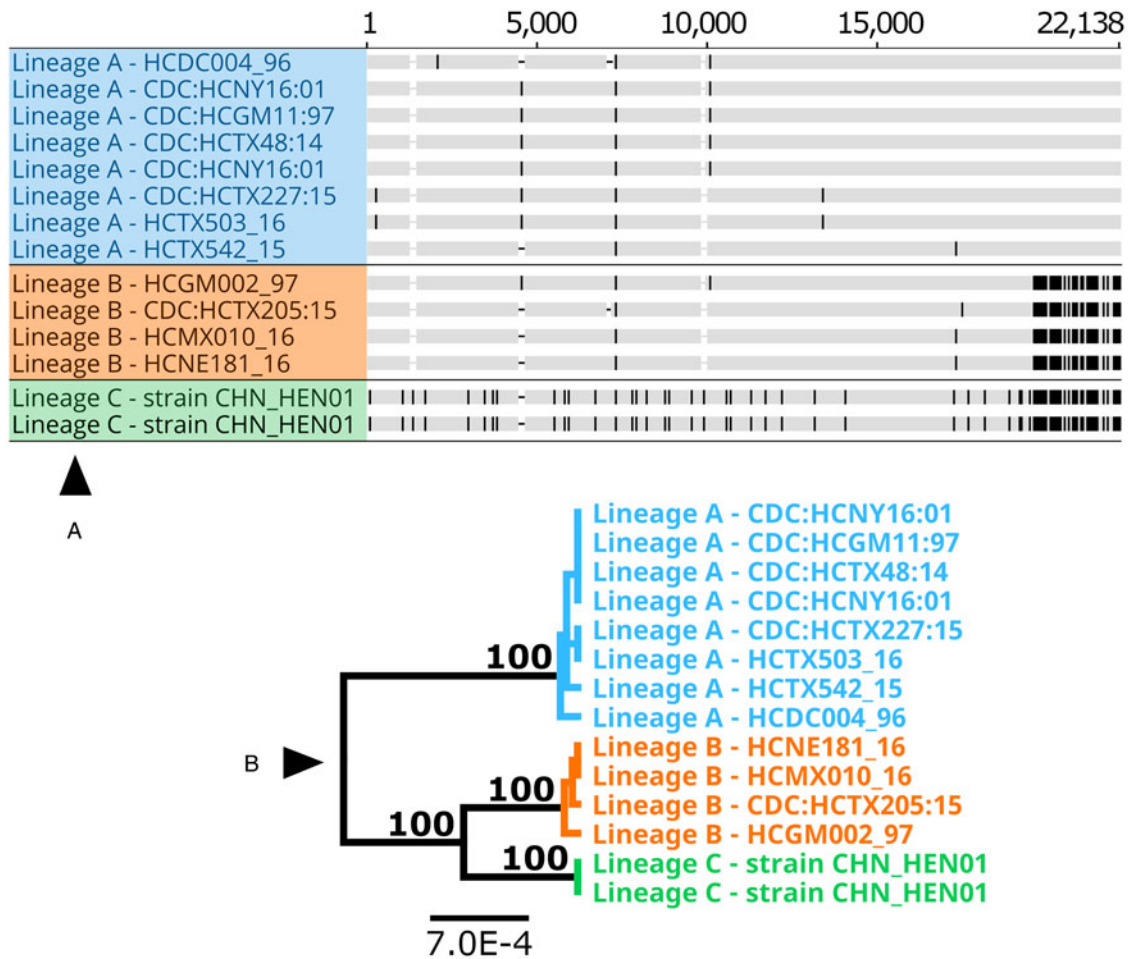 1 5,000 10,000 15,000 22,138
Lineage A - HCDC004_96
Lineage A - CDC:HCNY16:01
Lineage A - CDC:HCGM11:97
Lineage A - CDC:HCTX48:14
Lineage A - CDC:HCNY16:01
Lineage A - CDC:HCTX227:15
Lineage A - HCTX503_16
Lineage A - HCTX542_15
Lineage B - HCGM002_97
Lineage B - CDC:HCTX205:15
Lineage B - HCMX010_16
Lineage B - HCNE181_16
Lineage C - strain CHN_HEN01
Lineage C - strain CHN_HEN01
A
Lineage A - CDC:HCNY16:01
Lineage A - CDC:HCGM11:97
Lineage A - CDC:HCTX48:14
Lineage A - CDC:HCNY16:01
Lineage A - CDC:HCTX227:15
100
Lineage A - HCTX503_16
Lineage A - HCTX542_15
Lineage A - HCDC004_96
Lineage B - HCNE181_16
B
Lineage B - HCMX010_16
100
Lineage B - CDC:HCTX205:15
100
Lineage B - HCGM002_97
100
Lineage C - strain CHN_HEN01
Lineage C - strain CHN_HEN01
7.0E-4